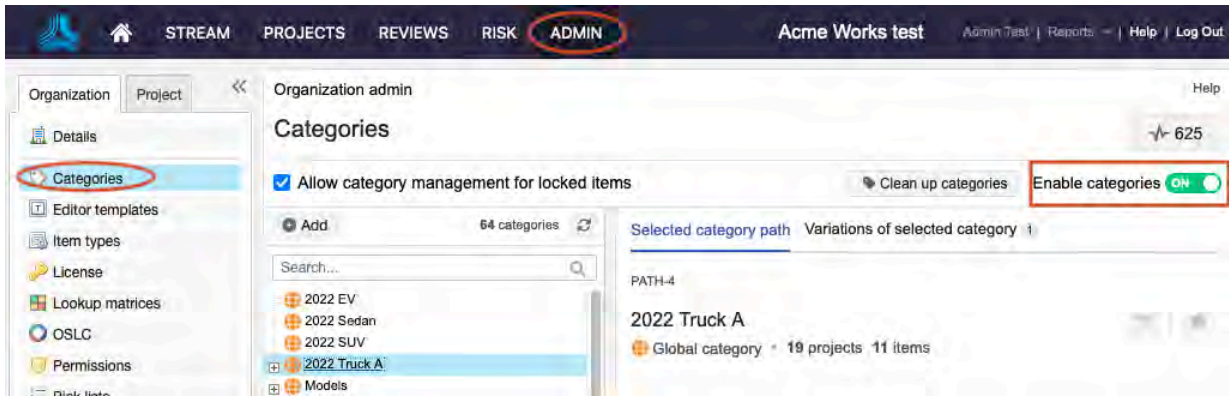 STREAM PROJECTS REVIEWS RISK ADMIN Acme Works test Admin Test | Reports | Help | Log Out
Organization Project
Details
Categories
Editor templates
Item types
License
Lookup matrices
OSLC
Permissions
Pick lists
Organization admin Help
Categories 625
Allow category management for locked items Clean up categories Enable categories ON
Add 64 categories
Search...
2022 EV
2022 Sedan
2022 SUV
2022 Truck A
Models
Selected category path Variations of selected category 1
PATH-4
2022 Truck A
Global category • 19 projects 11 items